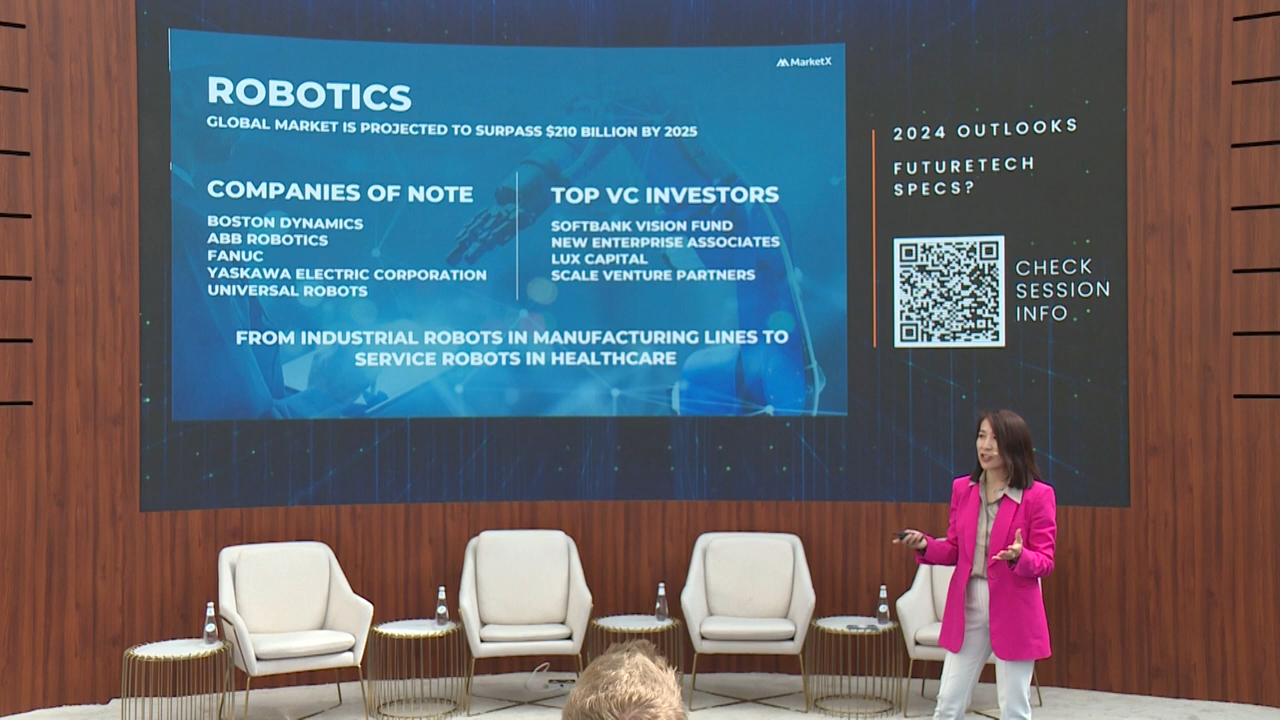 MarketX
ROBOTICS
GLOBAL MARKET IS PROJECTED TO SURPASS $210 BILLION BY 2025
COMPANIES OF NOTE
BOSTON DYNAMICS
ABB ROBOTICS
FANUC
YASKAWA ELECTRIC CORPORATION
UNIVERSAL ROBOTS
TOP VC INVESTORS
SOFTBANK VISION FUND
NEW ENTERPRISE ASSOCIATES
LUX CAPITAL
SCALE VENTURE PARTNERS
FROM INDUSTRIAL ROBOTS IN MANUFACTURING LINES TO
SERVICE ROBOTS IN HEALTHCARE
2024 OUTLOOKS
FUTURETECH
SPECS?
CHECK
SESSION
INFO